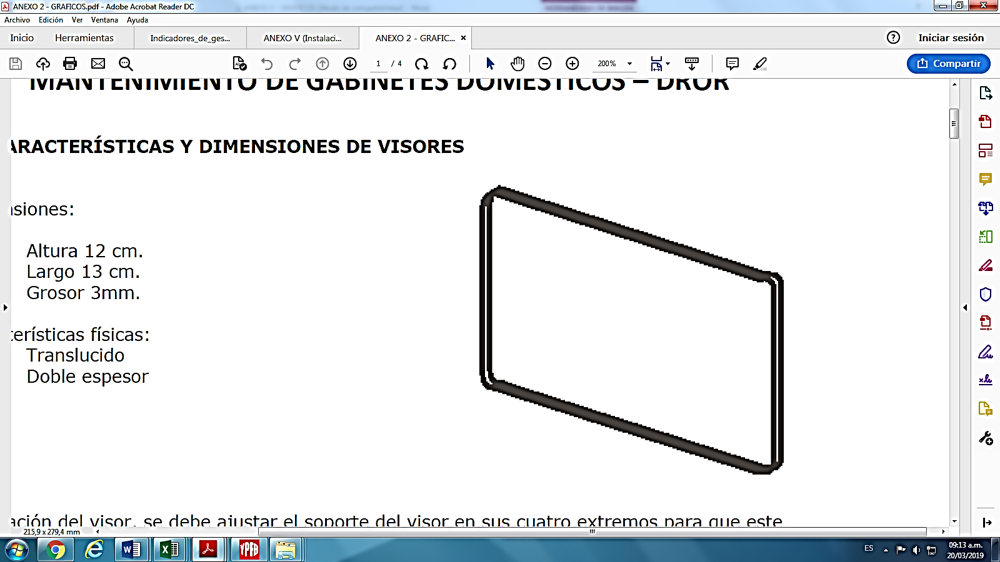 ANEXO 2 - GRAFICOS.pdf - Adobe Acrobat Reader DC
Archivo Edición Ver Ventana Ayuda
Inicio Herramientas Indicadores_de_ges... ANEXO V (Instalaci... ANEXO 2 - GRAFIC... × Iniciar sesión
1 / 4 200% Compartir
MANTENIMIENTO DE GABINETES DOMESTICOS – DROR
ARACTERÍSTICAS Y DIMENSIONES DE VISORES
nsiones:
Altura 12 cm.
Largo 13 cm.
Grosor 3mm.
terísticas físicas:
Translucido
Doble espesor
ación del visor, se debe ajustar el soporte del visor en sus cuatro extremos para que este
215,9 x 279,4 mm
YPFB
ES 09:13 a.m.
20/03/2019